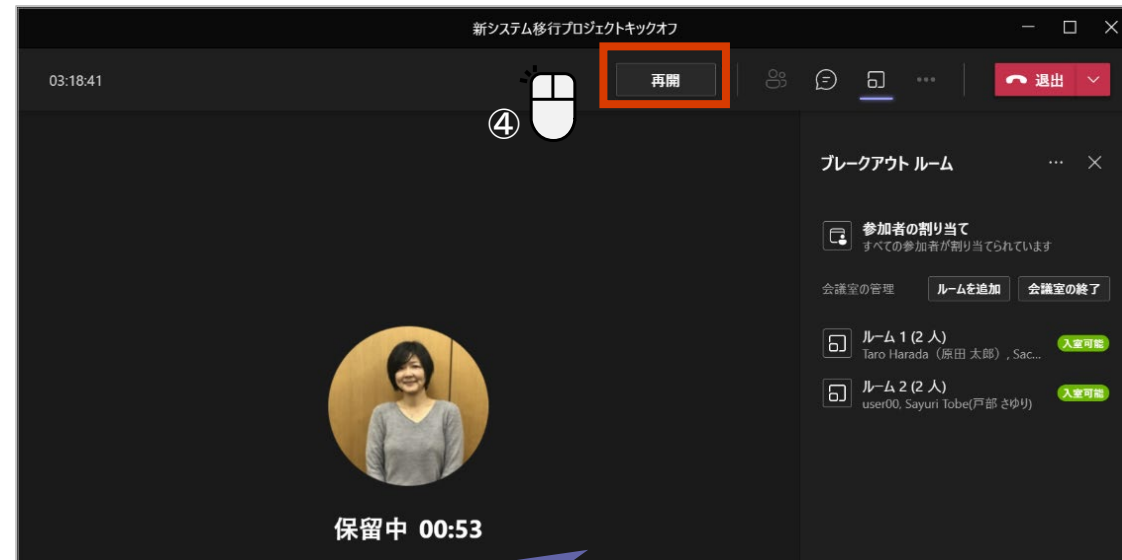 新システム移行プロジェクトキックオフ
03:18:41
再開
退出
④
ブレークアウト ルーム
参加者の割り当て
すべての参加者が割り当てられています
会議室の管理
ルームを追加
会議室の終了
ルーム 1 (2 人)
Taro Harada（原田 太郎）, Sac...
入室可能
ルーム 2 (2 人)
user00, Sayuri Tobe(戸部 さゆり)
入室可能
保留中 00:53